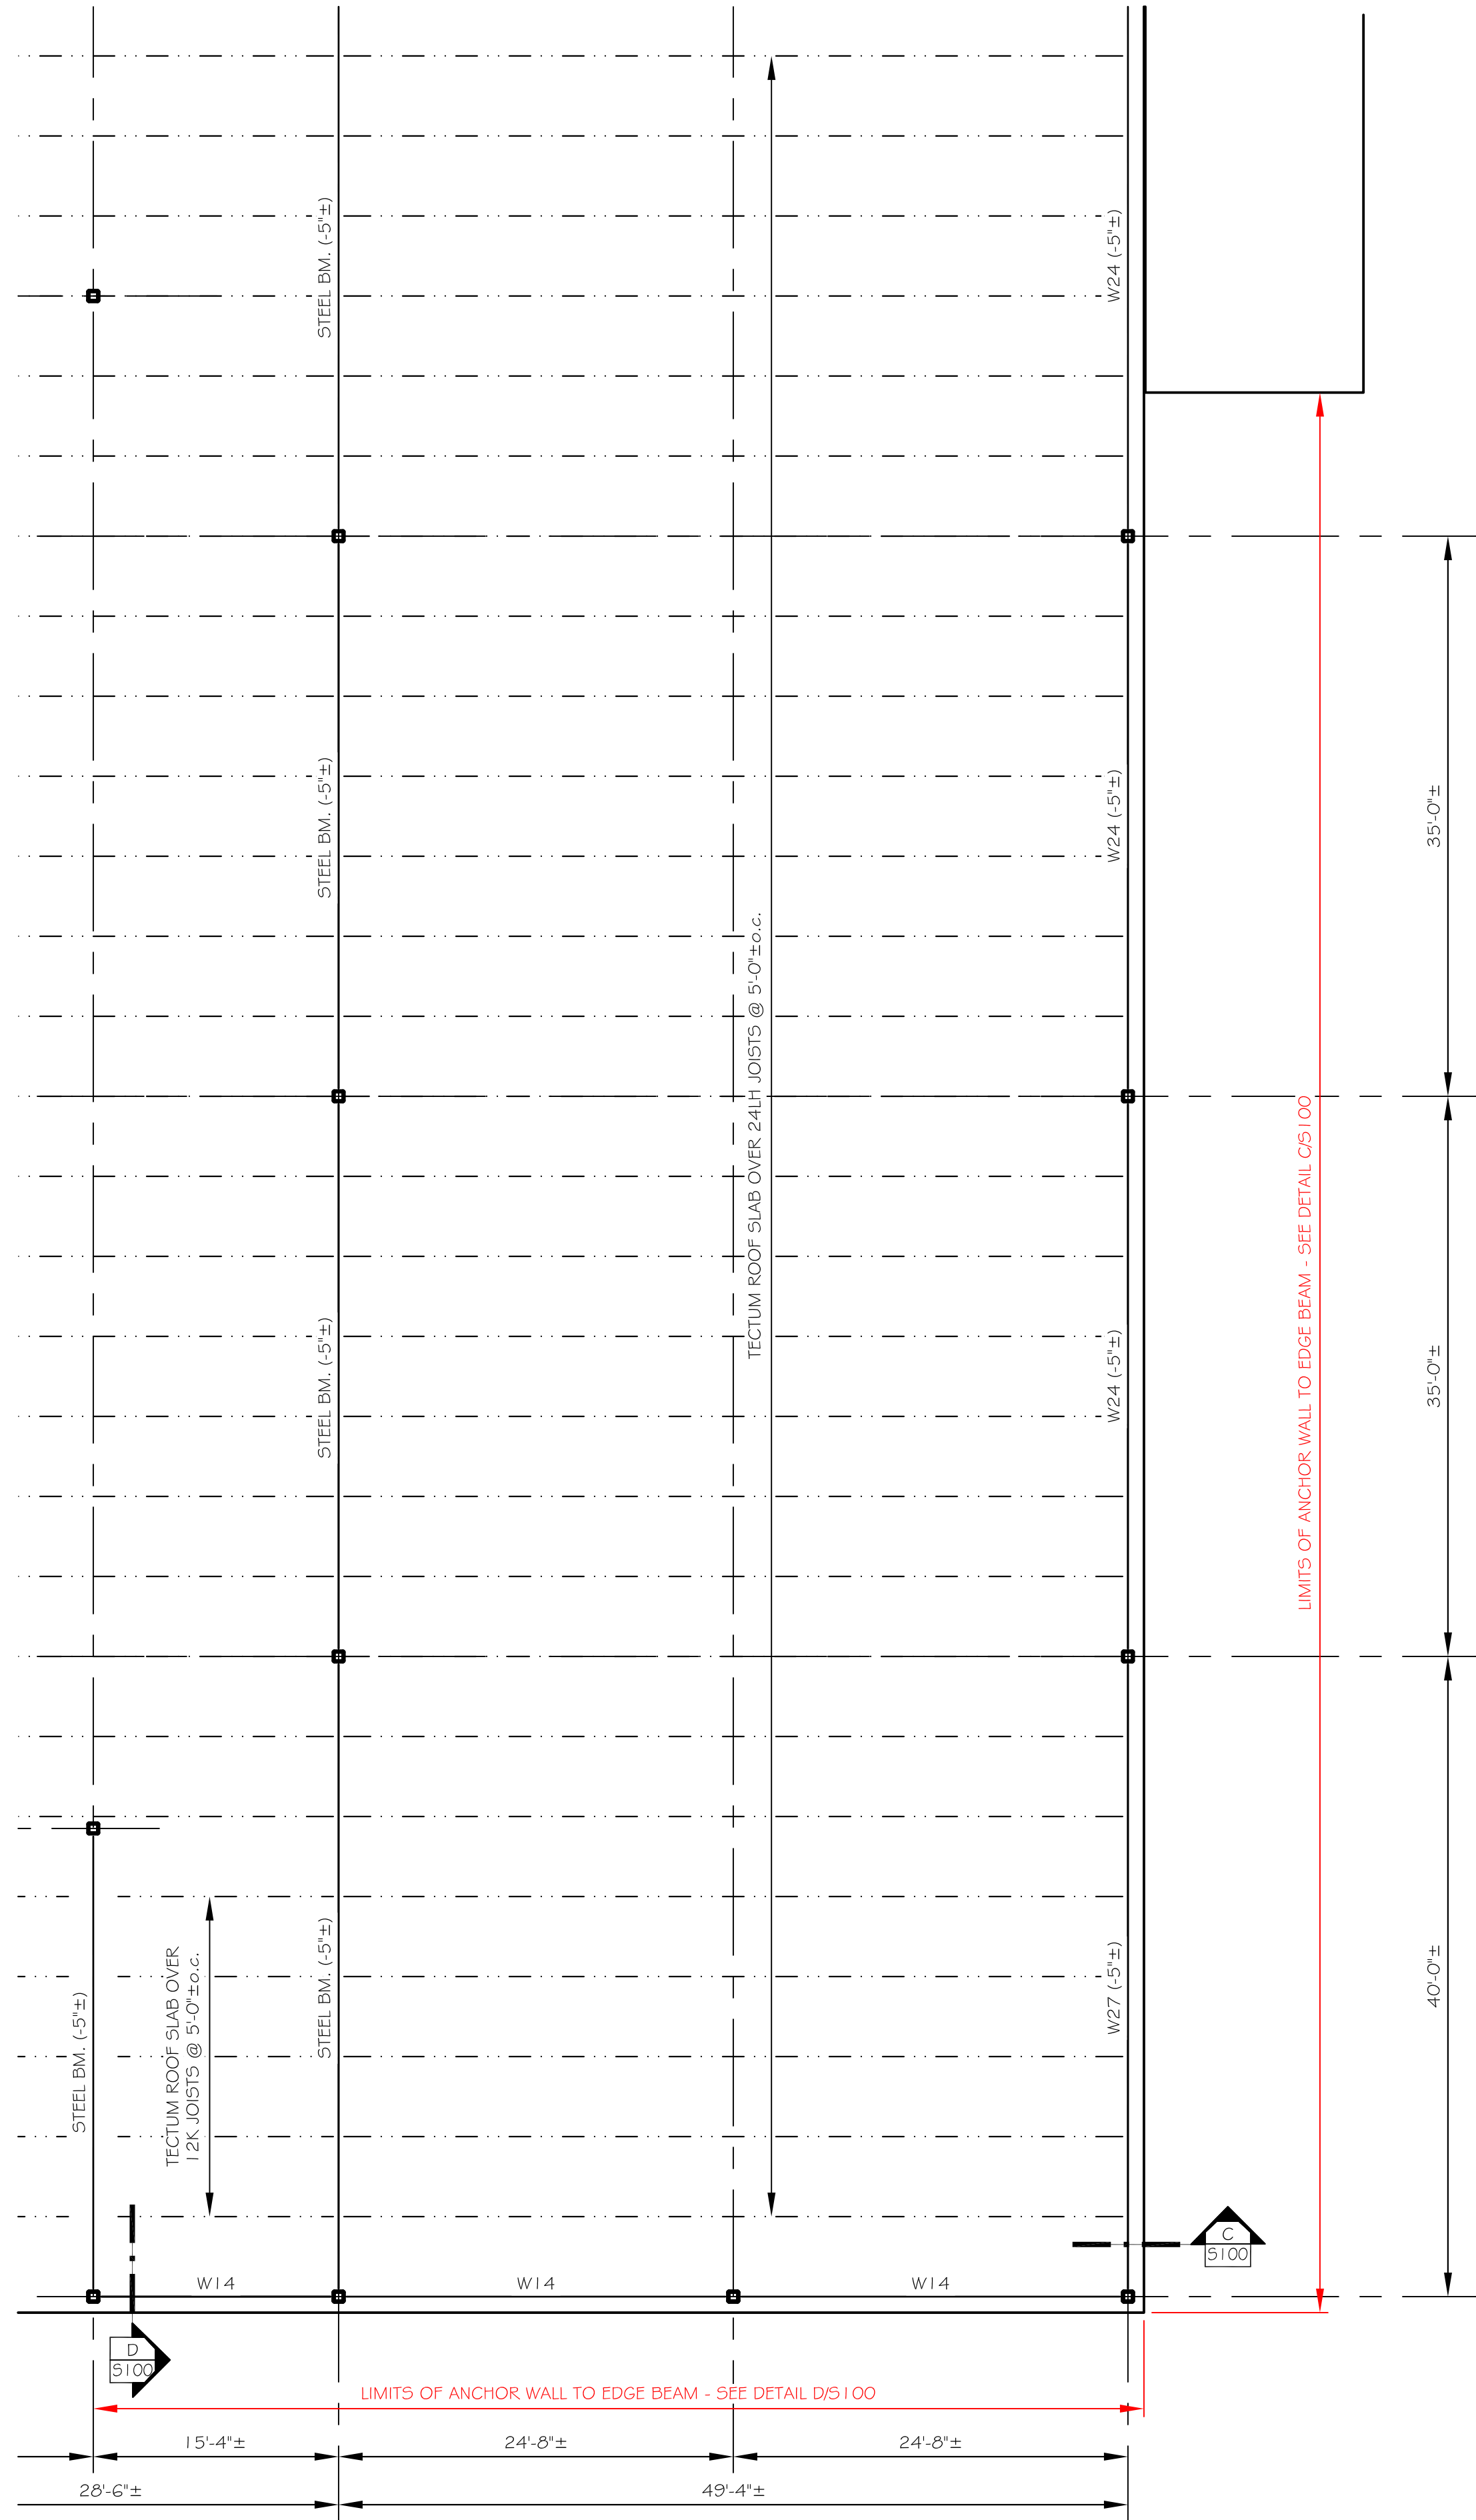 STEEL BM. (-5"±)
W24 (-5"±)
STEEL BM. (-5"±)
W24 (-5"±)
35'-0"±
TECTUM ROOF SLAB OVER 24LH JOISTS @ 5'-0"±o.c.
LIMITS OF ANCHOR WALL TO EDGE BEAM - SEE DETAIL C/S100
STEEL BM. (-5"±)
W24 (-5"±)
35'-0"±
STEEL BM. (-5"±)
TECTUM ROOF SLAB OVER
12K JOISTS @ 5'-0"±o.c.
STEEL BM. (-5"±)
W27 (-5"±)
40'-0"±
C
S100
W14
W14
W14
D
S100
LIMITS OF ANCHOR WALL TO EDGE BEAM - SEE DETAIL D/S100
15'-4"±
24'-8"±
24'-8"±
28'-6"±
49'-4"±